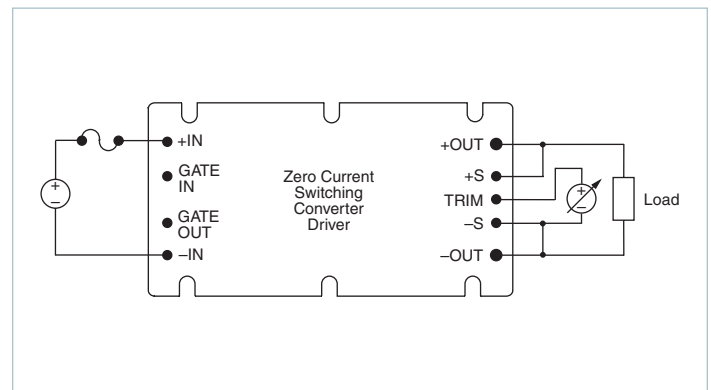 +IN
GATE
IN
GATE
OUT
–IN
Zero Current
Switching
Converter
Driver
+OUT
+S
TRIM
–S
–OUT
+
–
+
–
Load